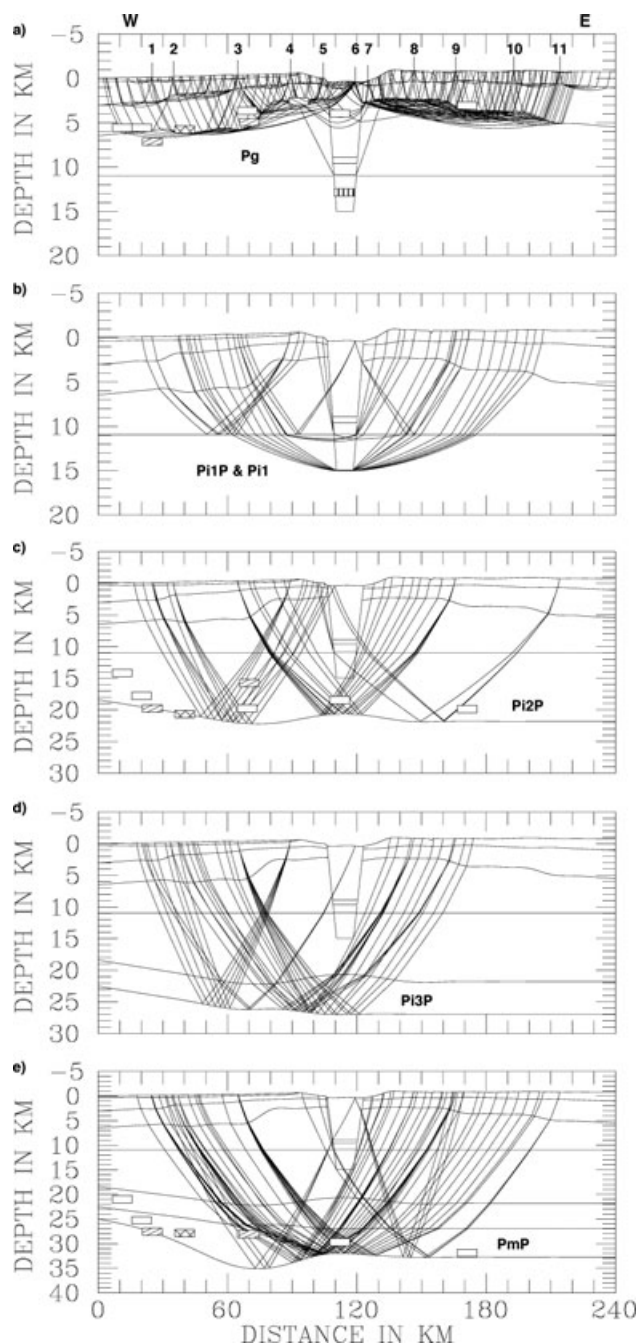 W E
a)
1 2 3 4 5 6 7 8 9 10 11
-5
0
5
10
15
20
DEPTH IN KM
Pg
b)
-5
0
5
10
15
20
DEPTH IN KM
Pi1P & Pi1
c)
-5
0
5
10
15
20
25
30
DEPTH IN KM
Pi2P
d)
-5
0
5
10
15
20
25
30
DEPTH IN KM
Pi3P
e)
-5
0
5
10
15
20
25
30
35
40
DEPTH IN KM
PmP
0 60 120 180 240
DISTANCE IN KM